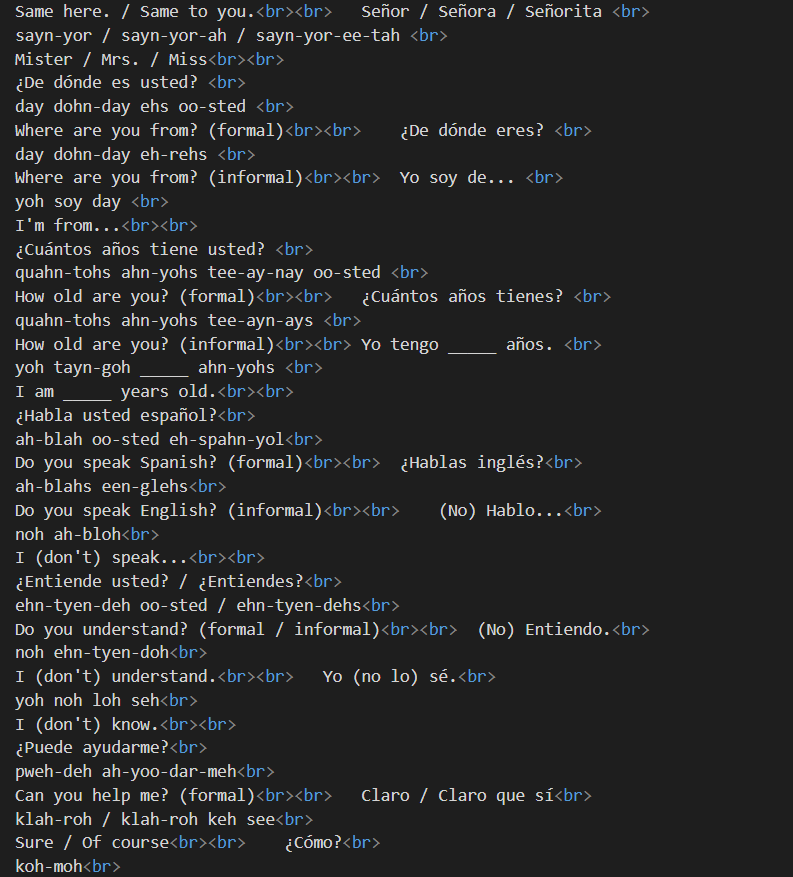 Same here. / Same to you.<br><br>   Señor / Señora / Señorita <br>
sayn-yor / sayn-yor-ah / sayn-yor-ee-tah <br>
Mister / Mrs. / Miss<br><br>
¿De dónde es usted? <br>
day dohn-day ehs oo-sted <br>
Where are you from? (formal)<br><br>    ¿De dónde eres? <br>
day dohn-day eh-rehs <br>
Where are you from? (informal)<br><br>  Yo soy de... <br>
yoh soy day <br>
I'm from...<br><br>
¿Cuántos años tiene usted? <br>
quahn-tohs ahn-yohs tee-ay-nay oo-sted <br>
How old are you? (formal)<br><br>   ¿Cuántos años tienes? <br>
quahn-tohs ahn-yohs tee-ayn-ays <br>
How old are you? (informal)<br><br> Yo tengo _____ años. <br>
yoh tayn-goh _____ ahn-yohs <br>
I am _____ years old.<br><br>
¿Habla usted español?<br>
ah-blah oo-sted eh-spahn-yol<br>
Do you speak Spanish? (formal)<br><br>  ¿Hablas inglés?<br>
ah-blahs een-glehs<br>
Do you speak English? (informal)<br><br>    (No) Hablo...<br>
noh ah-bloh<br>
I (don't) speak...<br><br>
¿Entiende usted? / ¿Entiendes?<br>
ehn-tyen-deh oo-sted / ehn-tyen-dehs<br>
Do you understand? (formal / informal)<br><br>  (No) Entiendo.<br>
noh ehn-tyen-doh<br>
I (don't) understand.<br><br>   Yo (no lo) sé.<br>
yoh noh loh seh<br>
I (don't) know.<br><br>
¿Puede ayudarme?<br>
pweh-deh ah-yoo-dar-meh<br>
Can you help me? (formal)<br><br>   Claro / Claro que sí<br>
klah-roh / klah-roh keh see<br>
Sure / Of course<br><br>    ¿Cómo?<br>
koh-moh<br>